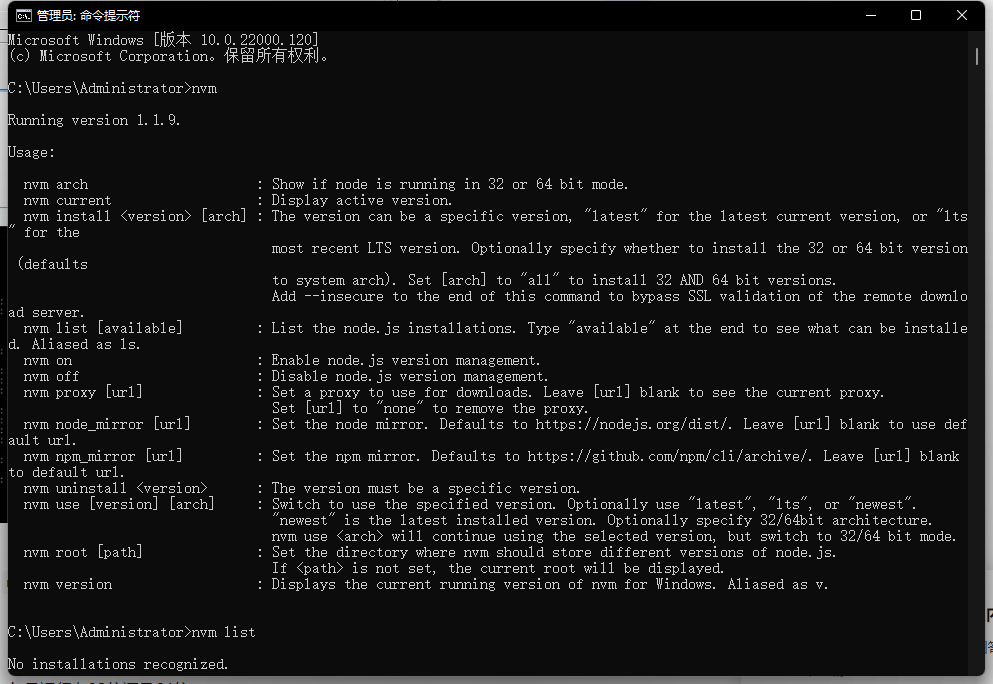 管理员: 命令提示符
Microsoft Windows [版本 10.0.22000.120]
(c) Microsoft Corporation。保留所有权利。
C:\Users\Administrator>nvm
Running version 1.1.9.
Usage:
nvm arch : Show if node is running in 32 or 64 bit mode.
nvm current : Display active version.
nvm install <version> [arch] : The version can be a specific version, "latest" for the latest current version, or "lts
" for the
most recent LTS version. Optionally specify whether to install the 32 or 64 bit version
(defaults
to system arch). Set [arch] to "all" to install 32 AND 64 bit versions.
Add --insecure to the end of this command to bypass SSL validation of the remote downlo
ad server.
nvm list [available] : List the node.js installations. Type "available" at the end to see what can be installe
d. Aliased as ls.
nvm on : Enable node.js version management.
nvm off : Disable node.js version management.
nvm proxy [url] : Set a proxy to use for downloads. Leave [url] blank to see the current proxy.
Set [url] to "none" to remove the proxy.
nvm node_mirror [url] : Set the node mirror. Defaults to https://nodejs.org/dist/. Leave [url] blank to use def
ault url.
nvm npm_mirror [url] : Set the npm mirror. Defaults to https://github.com/npm/cli/archive/. Leave [url] blank
to default url.
nvm uninstall <version> : The version must be a specific version.
nvm use [version] [arch] : Switch to use the specified version. Optionally use "latest", "lts", or "newest".
"newest" is the latest installed version. Optionally specify 32/64bit architecture.
nvm use <arch> will continue using the selected version, but switch to 32/64 bit mode.
nvm root [path] : Set the directory where nvm should store different versions of node.js.
If <path> is not set, the current root will be displayed.
nvm version : Displays the current running version of nvm for Windows. Aliased as v.
C:\Users\Administrator>nvm list
No installations recognized.